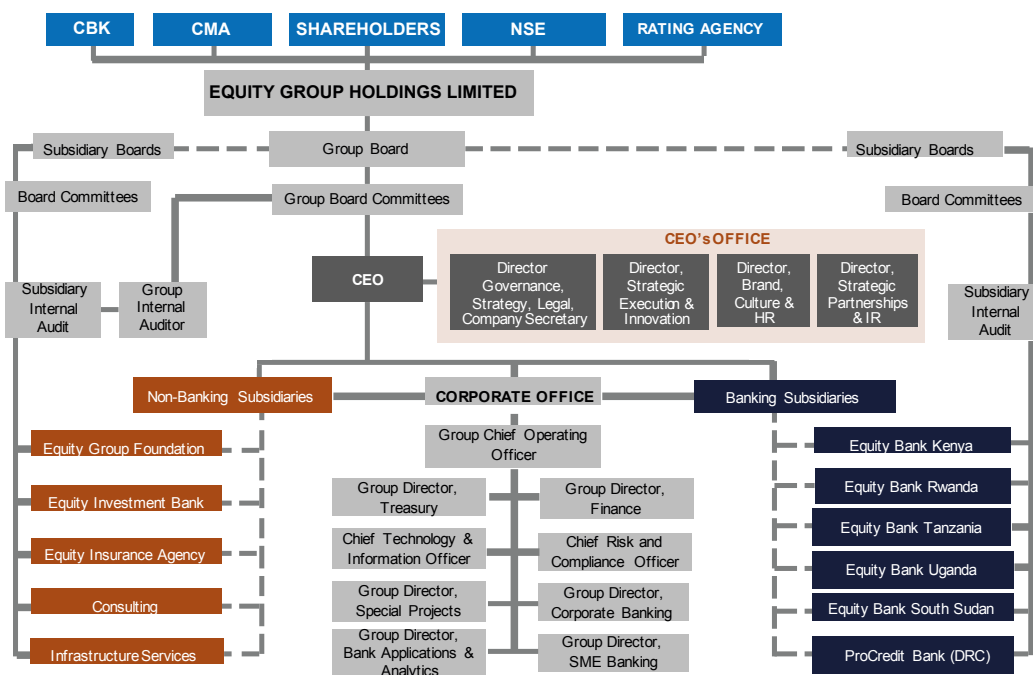 CBK
CMA
SHAREHOLDERS
NSE
RATING AGENCY
EQUITY GROUP HOLDINGS LIMITED
Subsidiary Boards
Group Board
Subsidiary Boards
Board Committees
Group Board Committees
Board Committees
CEO's OFFICE
CEO
Director
Governance,
Strategy, Legal,
Company Secretary
Director,
Strategic
Execution &
Innovation
Director,
Brand,
Culture &
HR
Director,
Strategic
Partnerships
& IR
Subsidiary
Internal
Audit
Group
Internal
Auditor
Subsidiary
Internal
Audit
Non-Banking Subsidiaries
CORPORATE OFFICE
Banking Subsidiaries
Equity Group Foundation
Equity Investment Bank
Equity Insurance Agency
Consulting
Infrastructure Services
Group Chief Operating
Officer
Group Director,
Treasury
Group Director,
Finance
Chief Technology &
Information Officer
Chief Risk and
Compliance Officer
Group Director,
Special Projects
Group Director,
Corporate Banking
Group Director,
Bank Applications &
Analytics
Group Director,
SME Banking
Equity Bank Kenya
Equity Bank Rwanda
Equity Bank Tanzania
Equity Bank Uganda
Equity Bank South Sudan
ProCredit Bank (DRC)